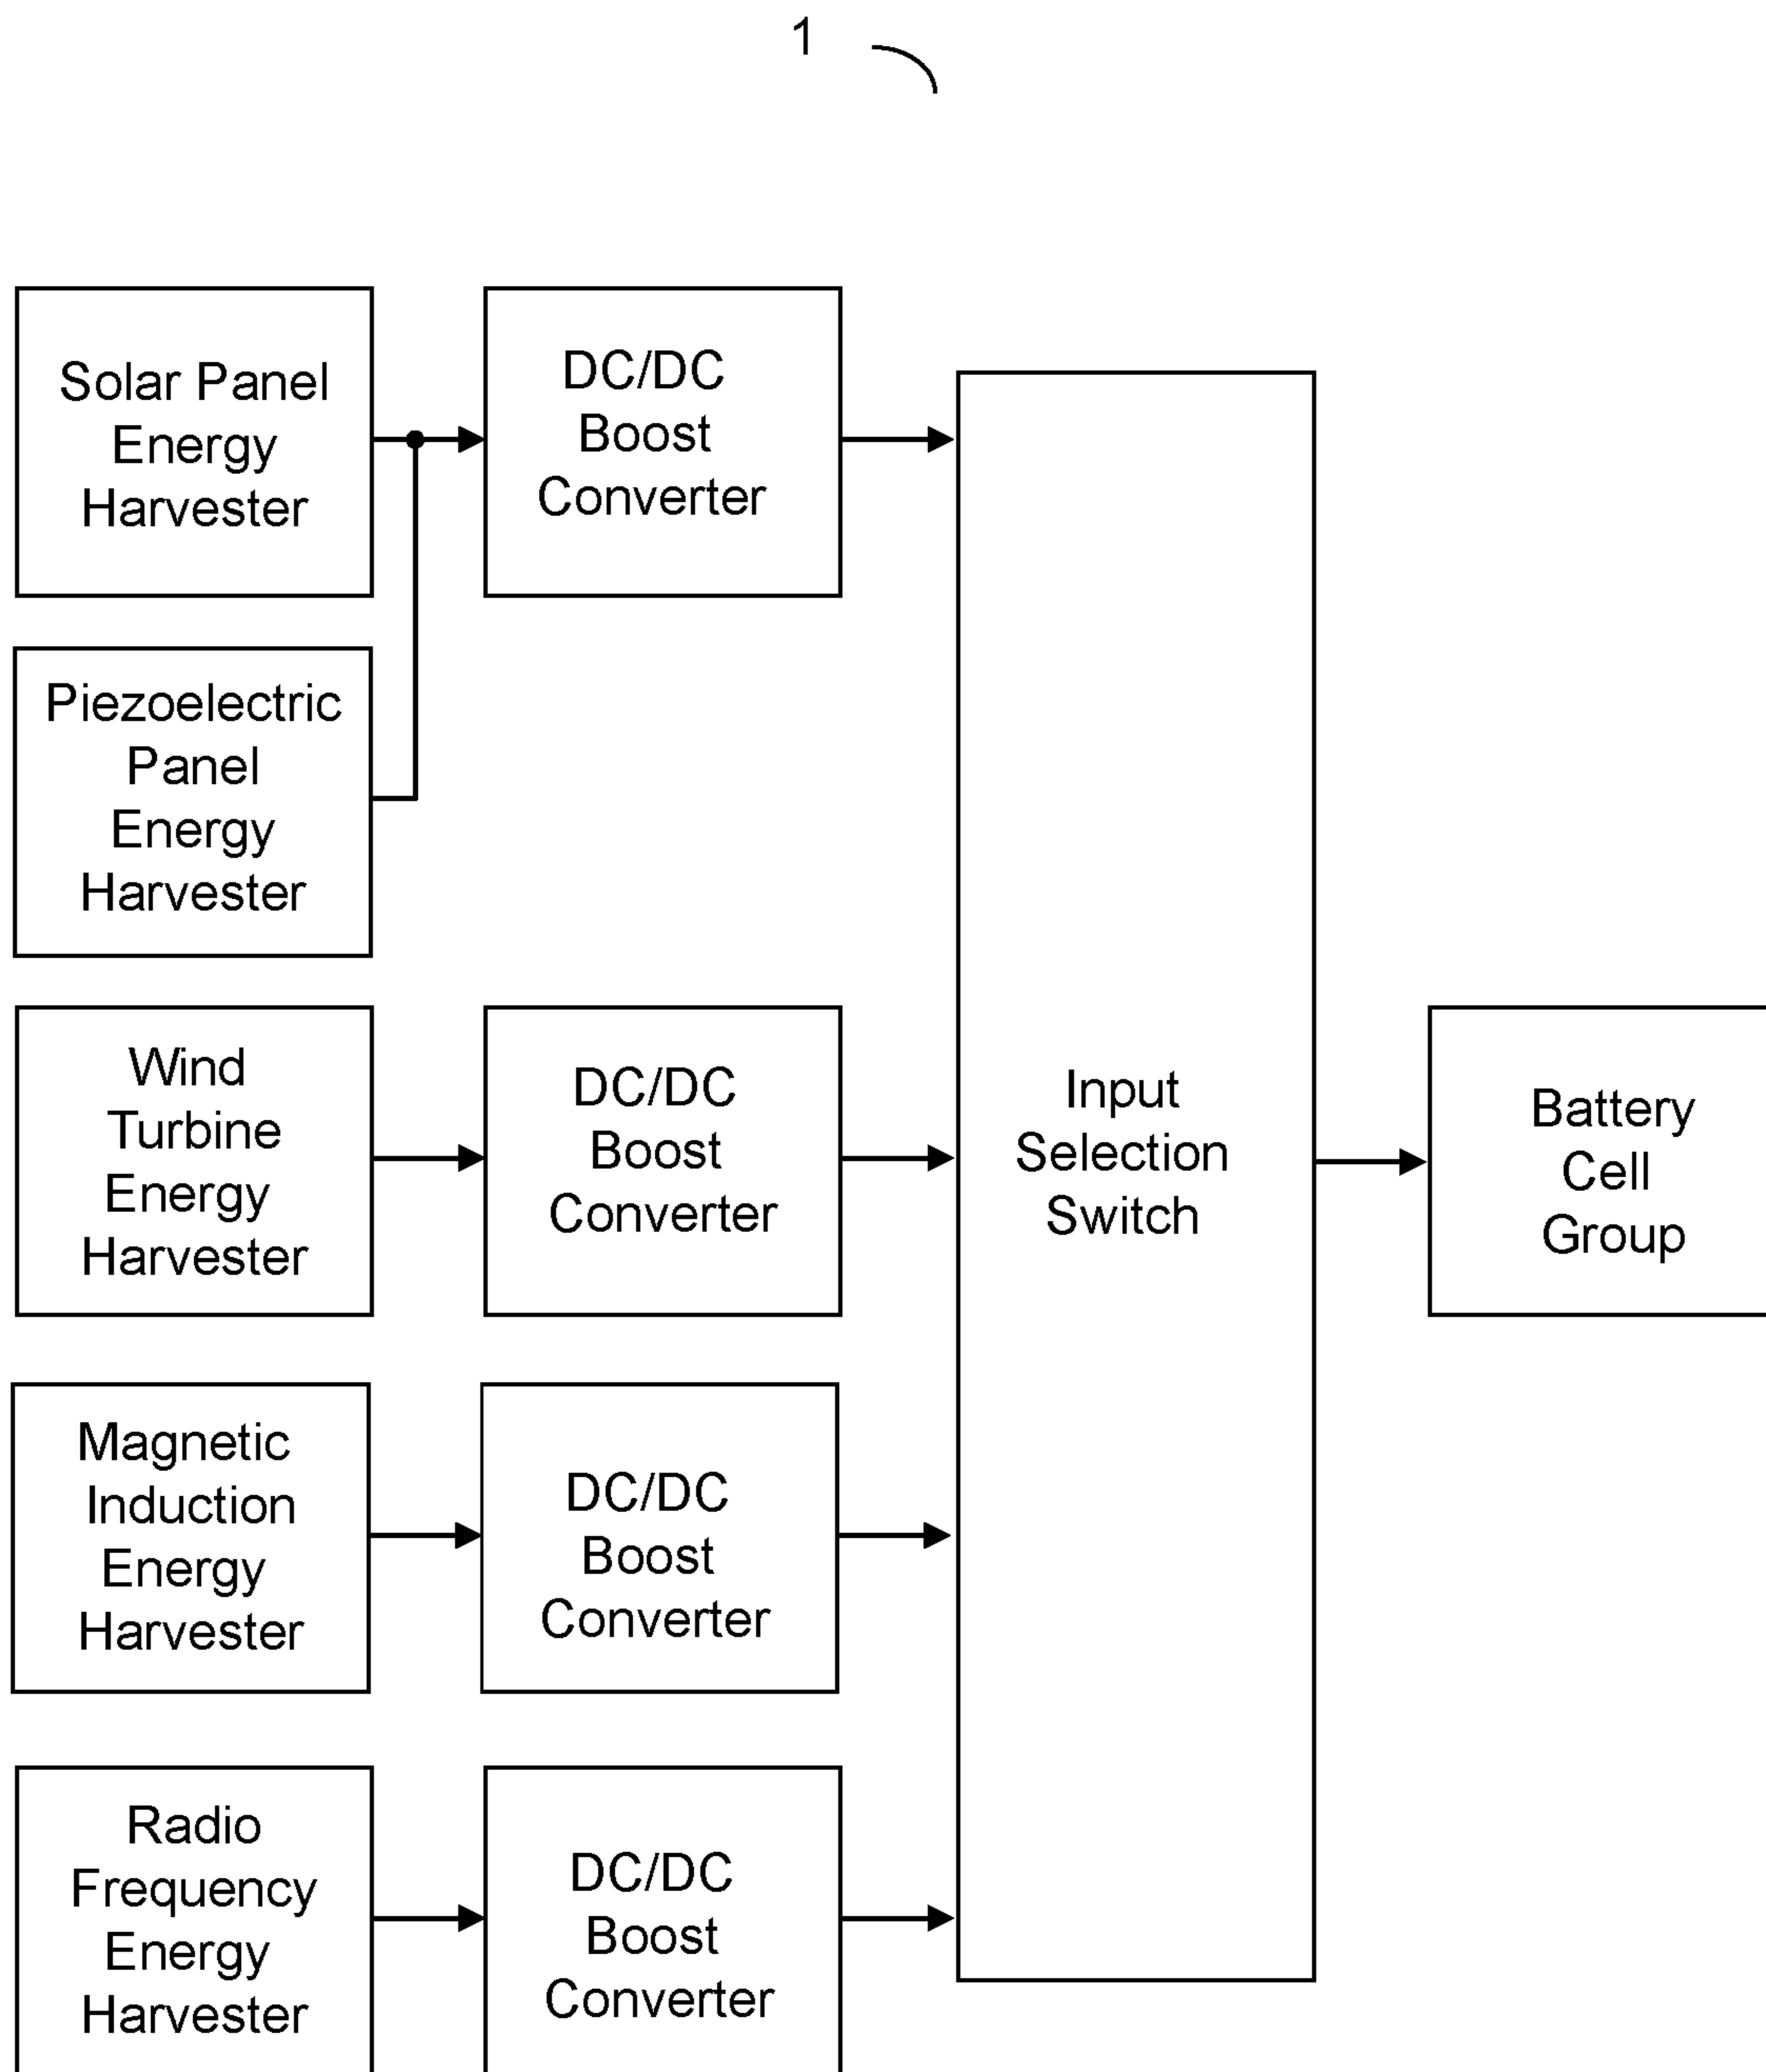 1
Solar Panel
Energy
Harvester
DC/DC
Boost
Converter
Piezoelectric
Panel
Energy
Harvester
Wind
Turbine
Energy
Harvester
DC/DC
Boost
Converter
Input
Selection
Switch
Battery
Cell
Group
Magnetic
Induction
Energy
Harvester
DC/DC
Boost
Converter
Radio
Frequency
Energy
Harvester
DC/DC
Boost
Converter